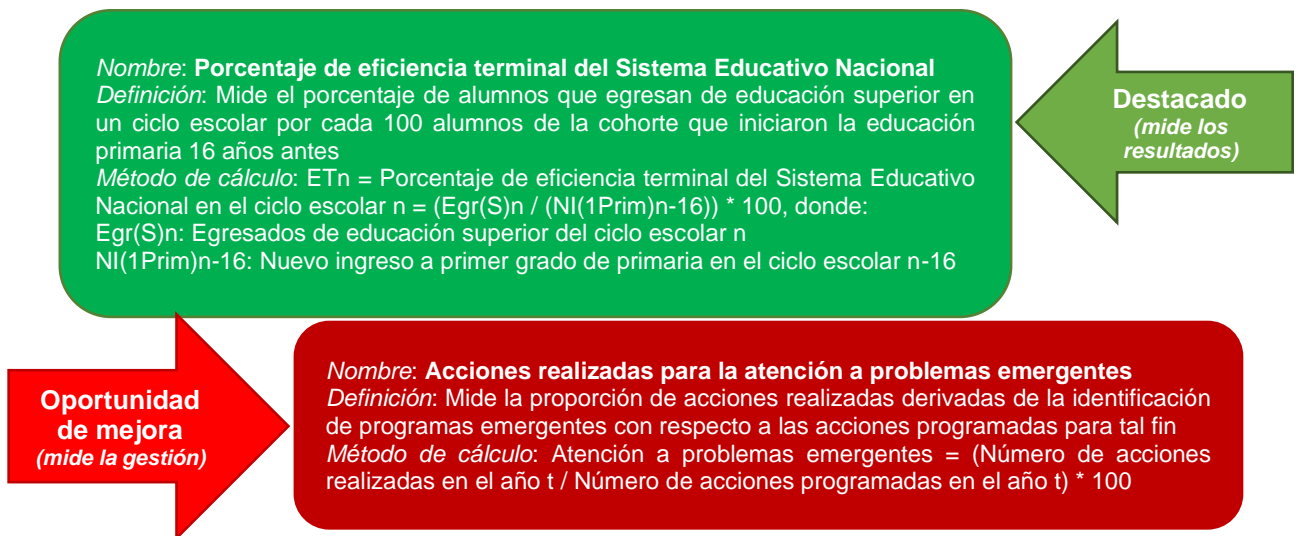 Nombre: Porcentaje de eficiencia terminal del Sistema Educativo Nacional
Definición: Mide el porcentaje de alumnos que egresan de educación superior en
un ciclo escolar por cada 100 alumnos de la cohorte que iniciaron la educación
primaria 16 años antes
Método de cálculo: ETn = Porcentaje de eficiencia terminal del Sistema Educativo
Nacional en el ciclo escolar n = (Egr(S)n / (NI(1Prim)n-16)) * 100, donde:
Egr(S)n: Egresados de educación superior del ciclo escolar n
NI(1Prim)n-16: Nuevo ingreso a primer grado de primaria en el ciclo escolar n-16
Destacado
(mide los
resultados)
Oportunidad
de mejora
(mide la gestión)
Nombre: Acciones realizadas para la atención a problemas emergentes
Definición: Mide la proporción de acciones realizadas derivadas de la identificación
de programas emergentes con respecto a las acciones programadas para tal fin
Método de cálculo: Atención a problemas emergentes = (Número de acciones
realizadas en el año t / Número de acciones programadas en el año t) * 100